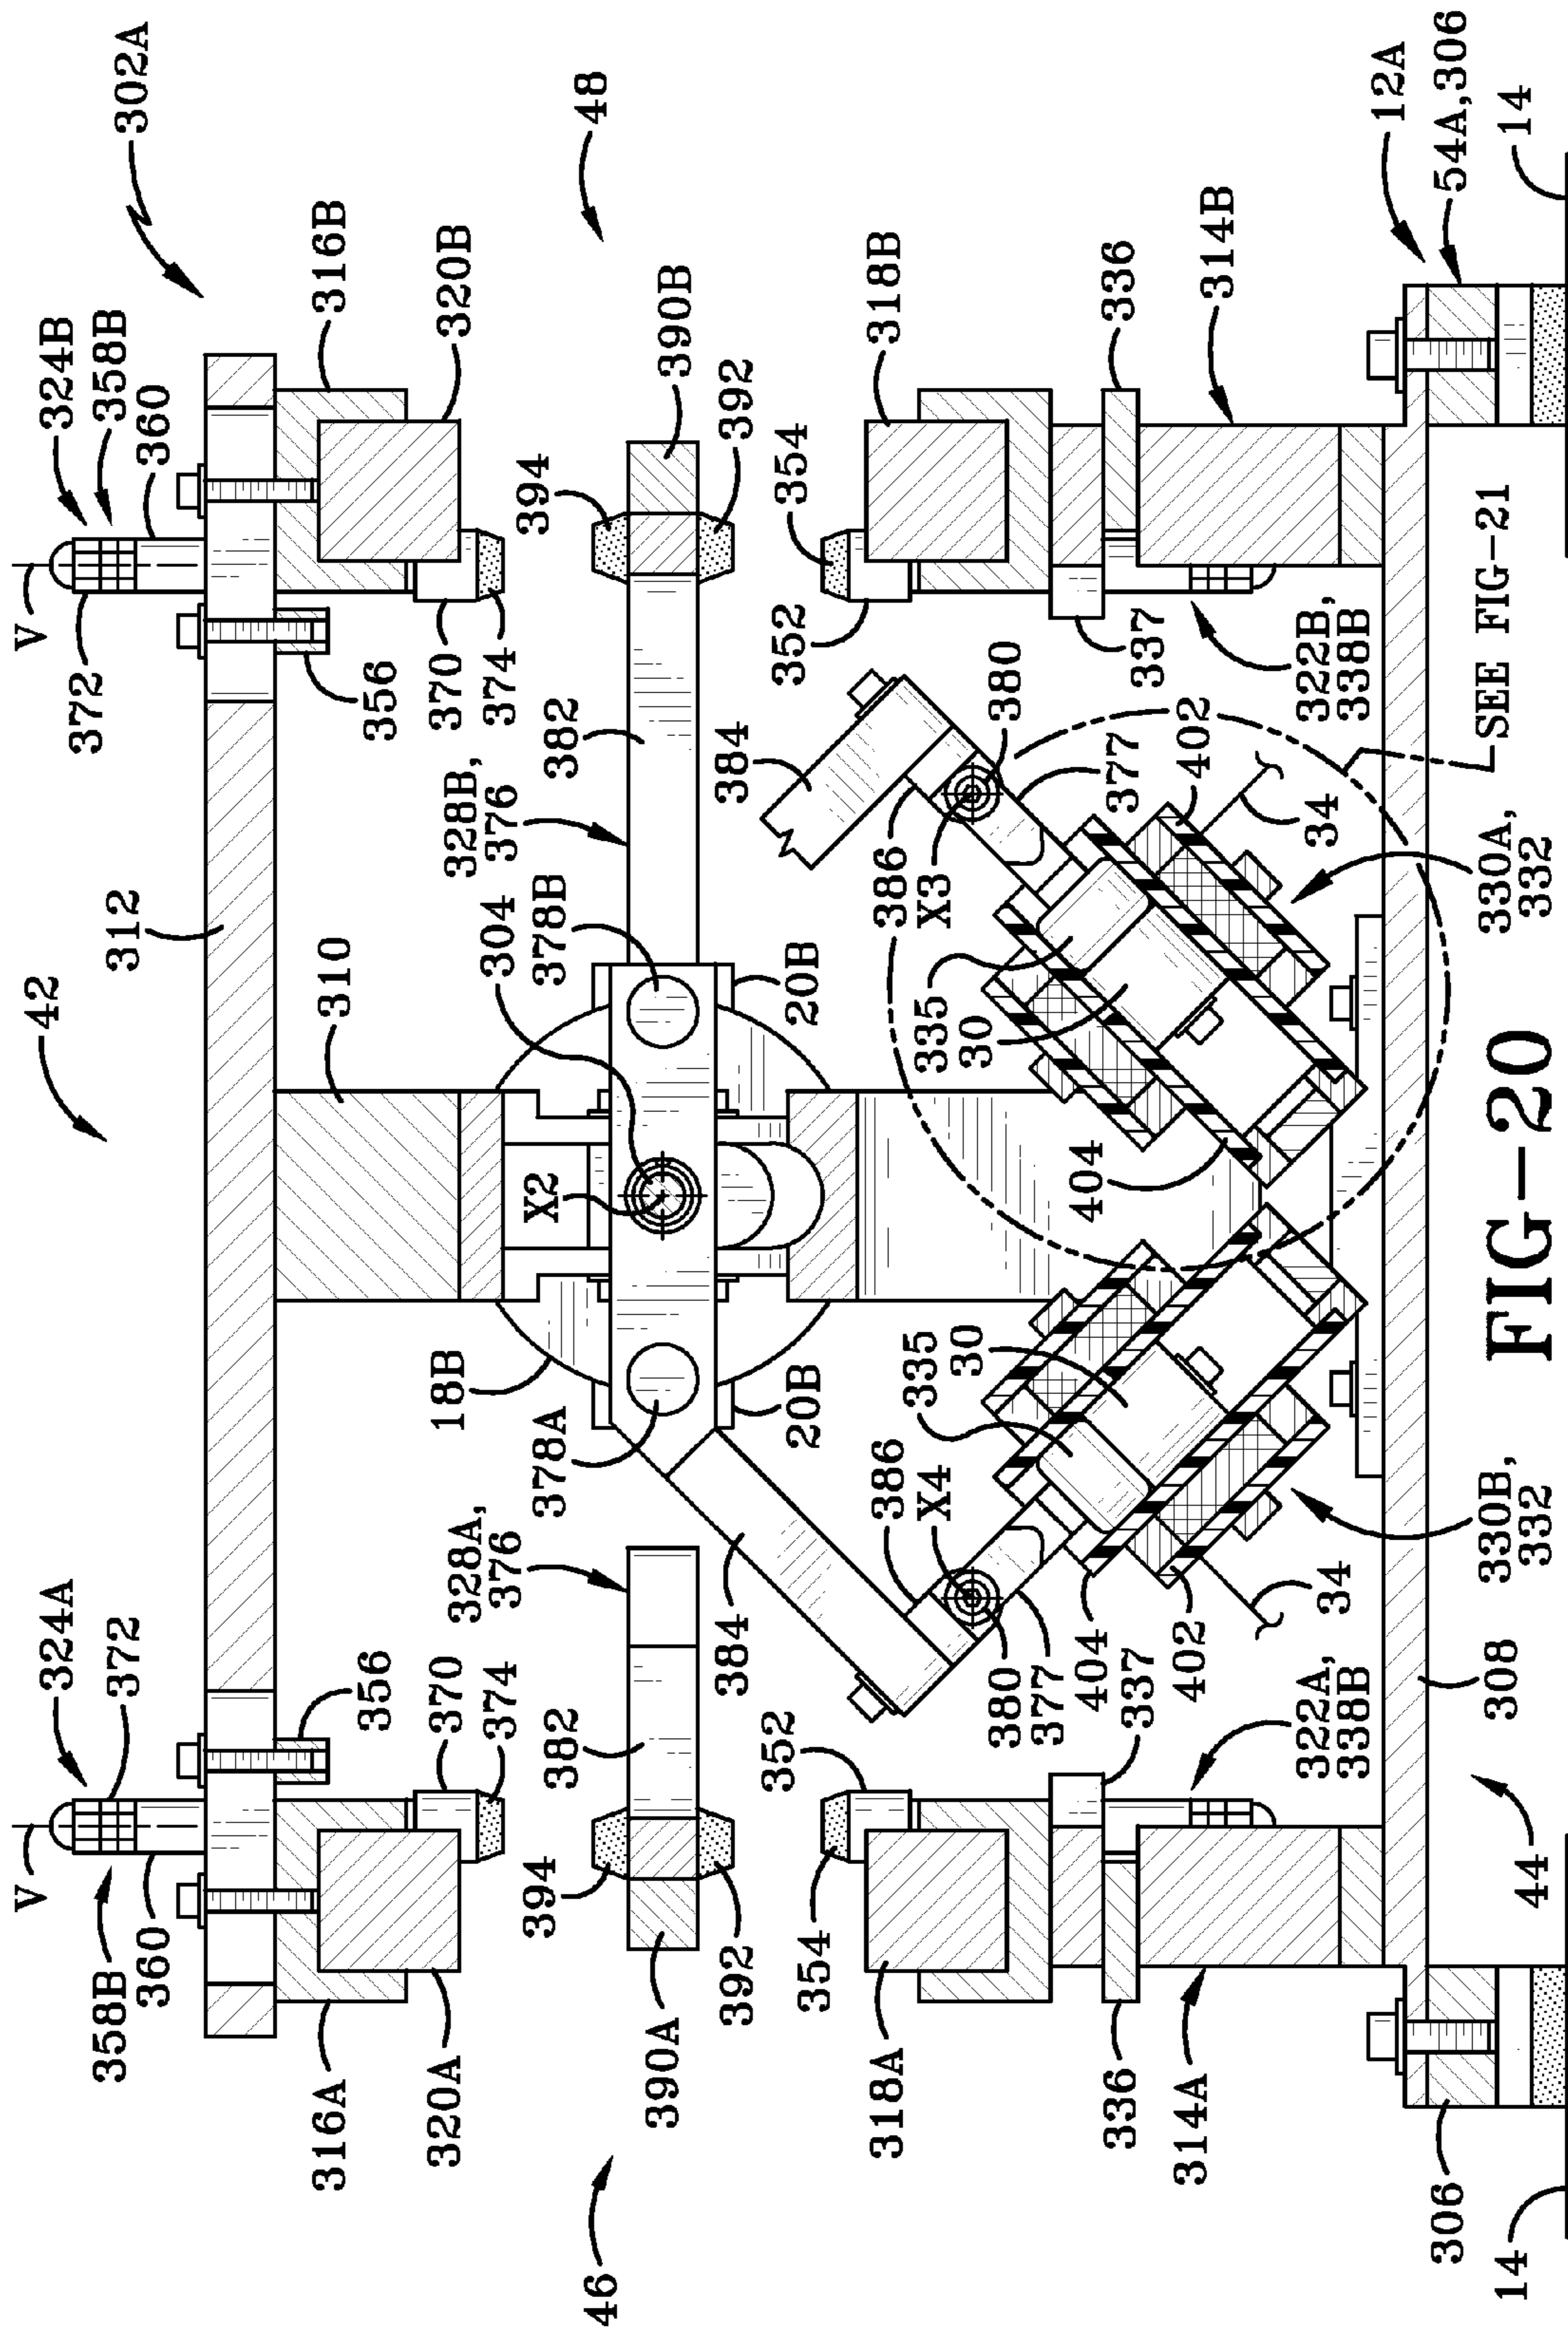 46
42
48
302A
V
V
324A
324B
358B
372
312
372
358B
360
360
316A
356
310
356
316B
320A
370
374
18B
X2
304
378B
370
374
320B
328A,
376
378A
328B,
376
382
382
394
394
390A
384
20B
20B
384
390B
392
392
354
352
386
X4
335
30
335
30
386
X3
352
354
318A
380
377
380
377
318B
404
404
336
337
402
402
337
336
314A
314B
322A,
338B
34
34
322B,
338B
44
308
330B,
332
330A,
332
12A
306
SEE FIG-21
54A,306
14
14
FIG-20